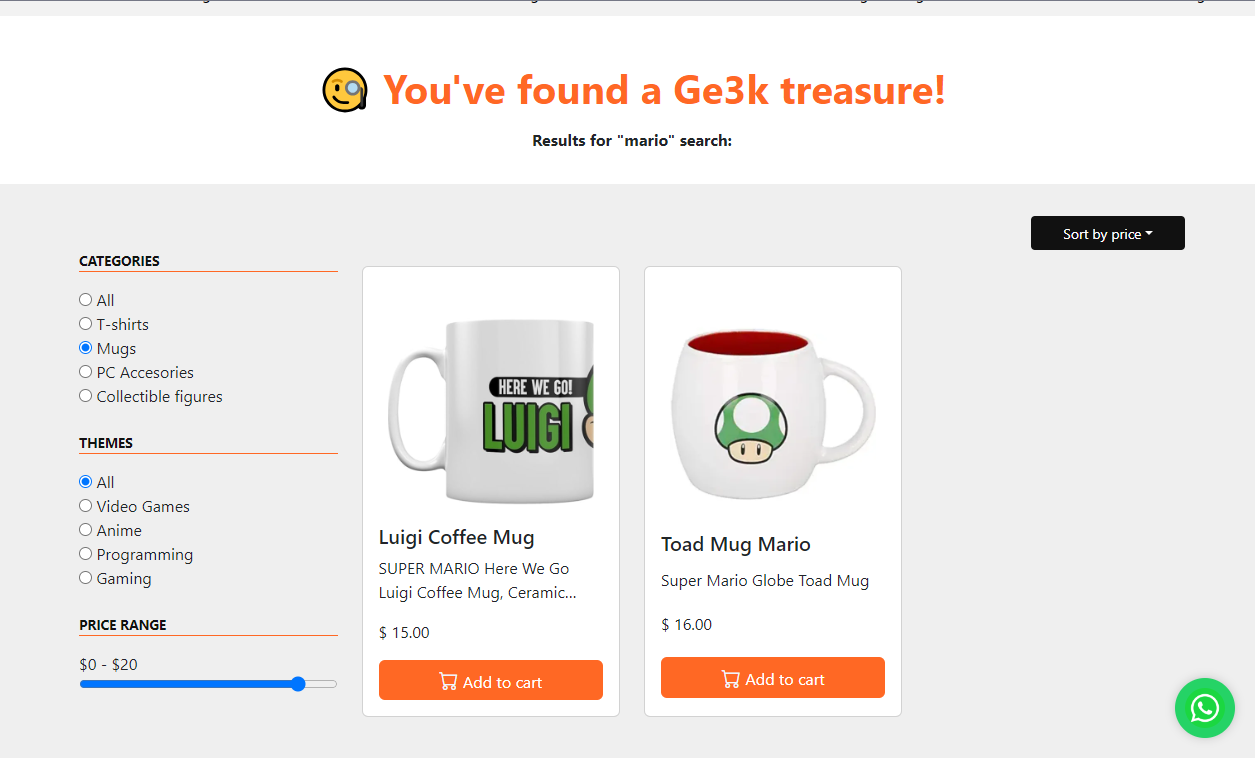 You've found a Ge3k treasure!
Results for "mario" search:
Sort by price
CATEGORIES
All
T-shirts
Mugs
PC Accesories
Collectible figures
THEMES
All
Video Games
Anime
Programming
Gaming
PRICE RANGE
$0 - $20
HERE WE GO!
LUIGI
Luigi Coffee Mug
SUPER MARIO Here We Go
Luigi Coffee Mug, Ceramic...
$ 15.00
Add to cart
Toad Mug Mario
Super Mario Globe Toad Mug
$ 16.00
Add to cart